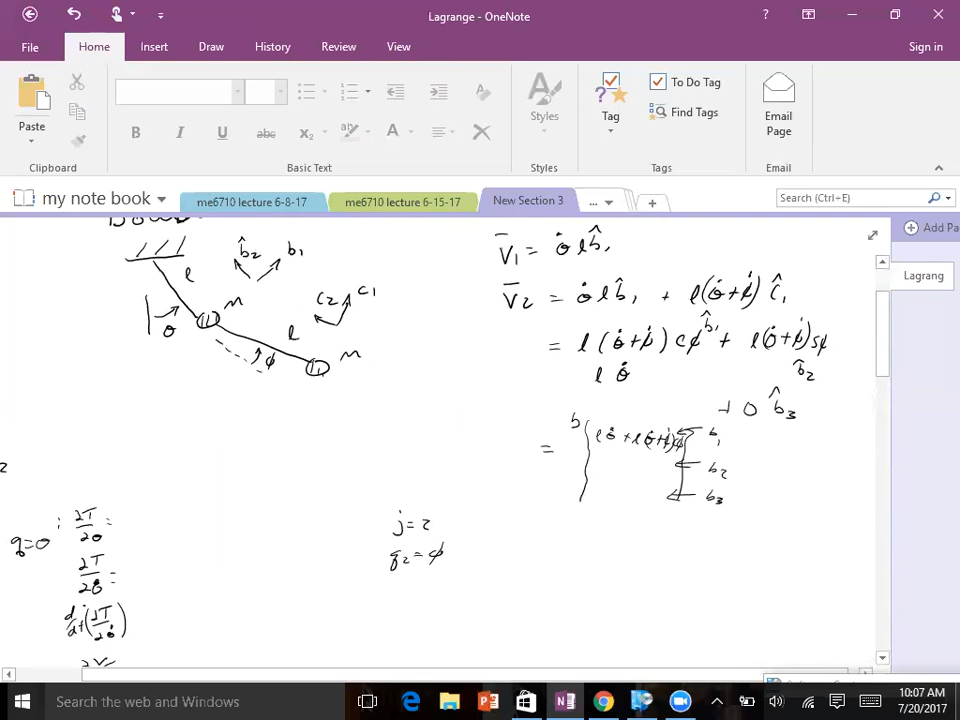 Lagrange - OneNote
File Home Insert Draw History Review View Sign in
Paste
B I U abc x₂ A
Styles
Tag
To Do Tag
Find Tags
Email Page
Clipboard Basic Text Styles Tags Email
my notebook me6710 lecture 6-8-17 me6710 lecture 6-15-17 New Section 3 ... Search (Ctrl+E)
Add Pa
Lagrang
l b̂₂ b₁
m θ
c₂ c₁
l φ m
V̄₁ = θ̇ l b̂₁
V̄₂ = θ̇ l b̂₁ + l(θ̇+φ̇) ĉ₁
= l(θ̇+φ̇) cφ b̂₁ + l(θ̇+φ̇) sφ b̂₂
l θ̇
+ 0 b̂₃
= b b₁
b₂
b₃
q=θ : ∂T/∂θ =
∂T/∂θ̇ =
d/dt(∂T/∂θ̇)
j=2
q₂=φ
Search the web and Windows
10:07 AM
7/20/2017